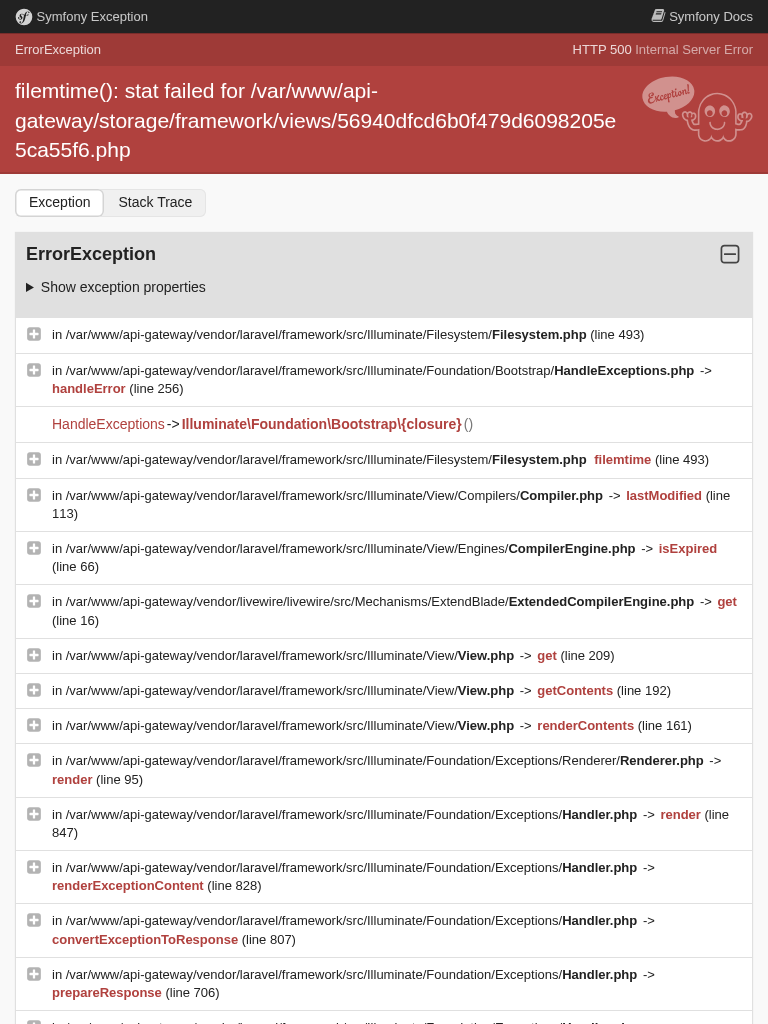 Symfony Exception
Symfony Docs
ErrorException
HTTP 500 Internal Server Error
filemtime(): stat failed for /var/www/api-
gateway/storage/framework/views/56940dfcd6b0f479d6098205e
5ca55f6.php
Exception!
Exception
Stack Trace
ErrorException
Show exception properties
in /var/www/api-gateway/vendor/laravel/framework/src/Illuminate/Filesystem/Filesystem.php (line 493)
in /var/www/api-gateway/vendor/laravel/framework/src/Illuminate/Foundation/Bootstrap/HandleExceptions.php ->
handleError (line 256)
HandleExceptions->Illuminate\Foundation\Bootstrap\{closure}()
in /var/www/api-gateway/vendor/laravel/framework/src/Illuminate/Filesystem/Filesystem.php filemtime (line 493)
in /var/www/api-gateway/vendor/laravel/framework/src/Illuminate/View/Compilers/Compiler.php -> lastModified (line
113)
in /var/www/api-gateway/vendor/laravel/framework/src/Illuminate/View/Engines/CompilerEngine.php -> isExpired
(line 66)
in /var/www/api-gateway/vendor/livewire/livewire/src/Mechanisms/ExtendBlade/ExtendedCompilerEngine.php -> get
(line 16)
in /var/www/api-gateway/vendor/laravel/framework/src/Illuminate/View/View.php -> get (line 209)
in /var/www/api-gateway/vendor/laravel/framework/src/Illuminate/View/View.php -> getContents (line 192)
in /var/www/api-gateway/vendor/laravel/framework/src/Illuminate/View/View.php -> renderContents (line 161)
in /var/www/api-gateway/vendor/laravel/framework/src/Illuminate/Foundation/Exceptions/Renderer/Renderer.php ->
render (line 95)
in /var/www/api-gateway/vendor/laravel/framework/src/Illuminate/Foundation/Exceptions/Handler.php -> render (line
847)
in /var/www/api-gateway/vendor/laravel/framework/src/Illuminate/Foundation/Exceptions/Handler.php ->
renderExceptionContent (line 828)
in /var/www/api-gateway/vendor/laravel/framework/src/Illuminate/Foundation/Exceptions/Handler.php ->
convertExceptionToResponse (line 807)
in /var/www/api-gateway/vendor/laravel/framework/src/Illuminate/Foundation/Exceptions/Handler.php ->
prepareResponse (line 706)